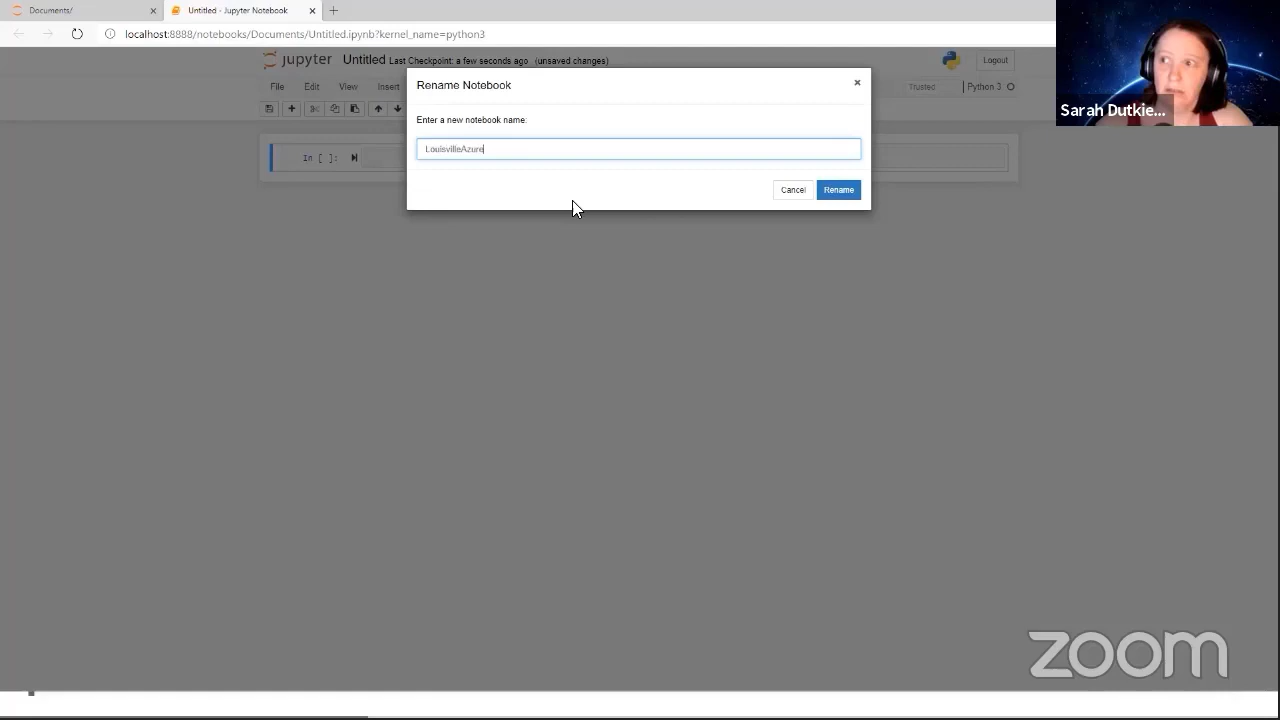 Documents/
Untitled - Jupyter Notebook
localhost:8888/notebooks/Documents/Untitled.ipynb?kernel_name=python3
jupyter Untitled Last Checkpoint: a few seconds ago (unsaved changes)
Logout
File Edit View Insert
Trusted
Python 3
Rename Notebook
Enter a new notebook name:
LouisvilleAzure
Cancel
Rename
In [ ]:
Sarah Dutkie...
zoom